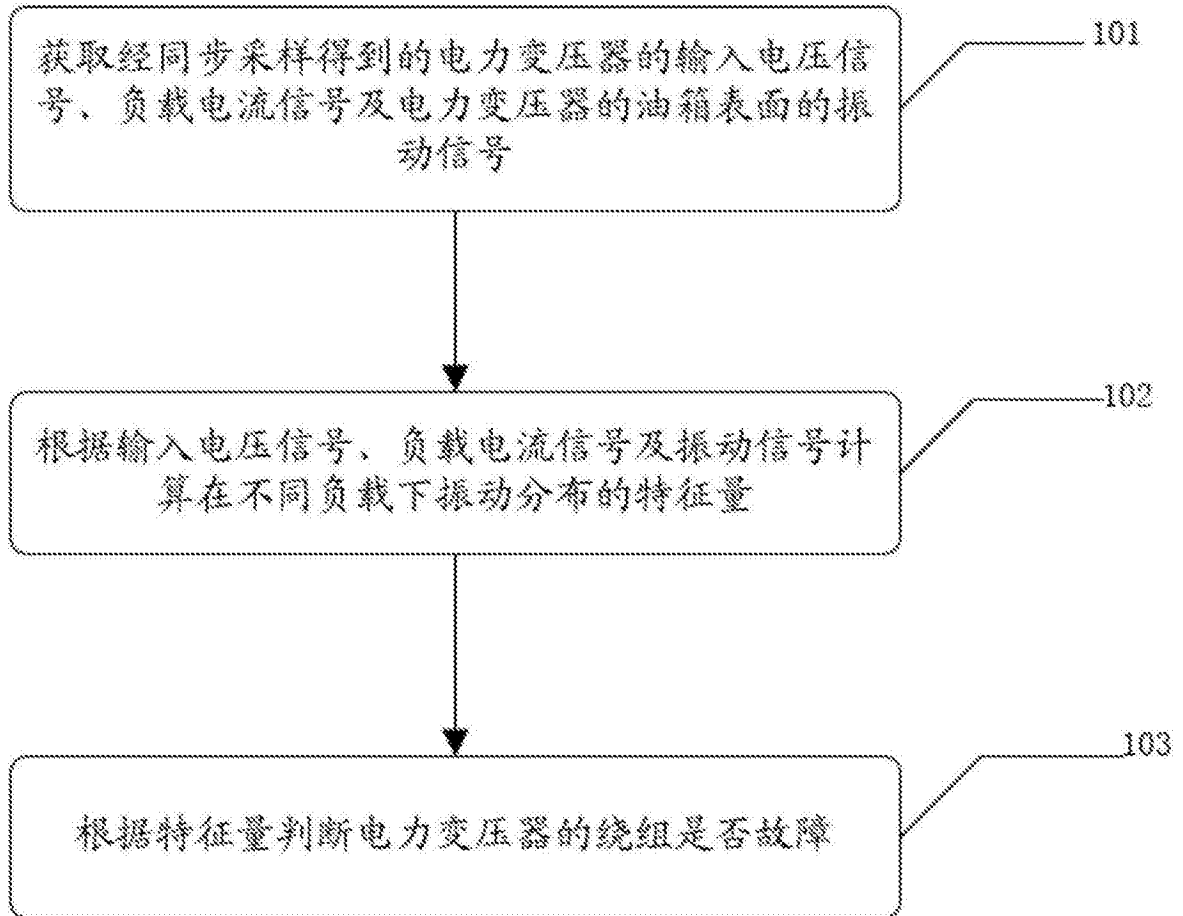 获取经同步采样得到的电力变压器的输入电压信
号、负载电流信号及电力变压器的油箱表面的振
动信号
101
根据输入电压信号、负载电流信号及振动信号计
算在不同负载下振动分布的特征量
102
根据特征量判断电力变压器的绕组是否故障
103